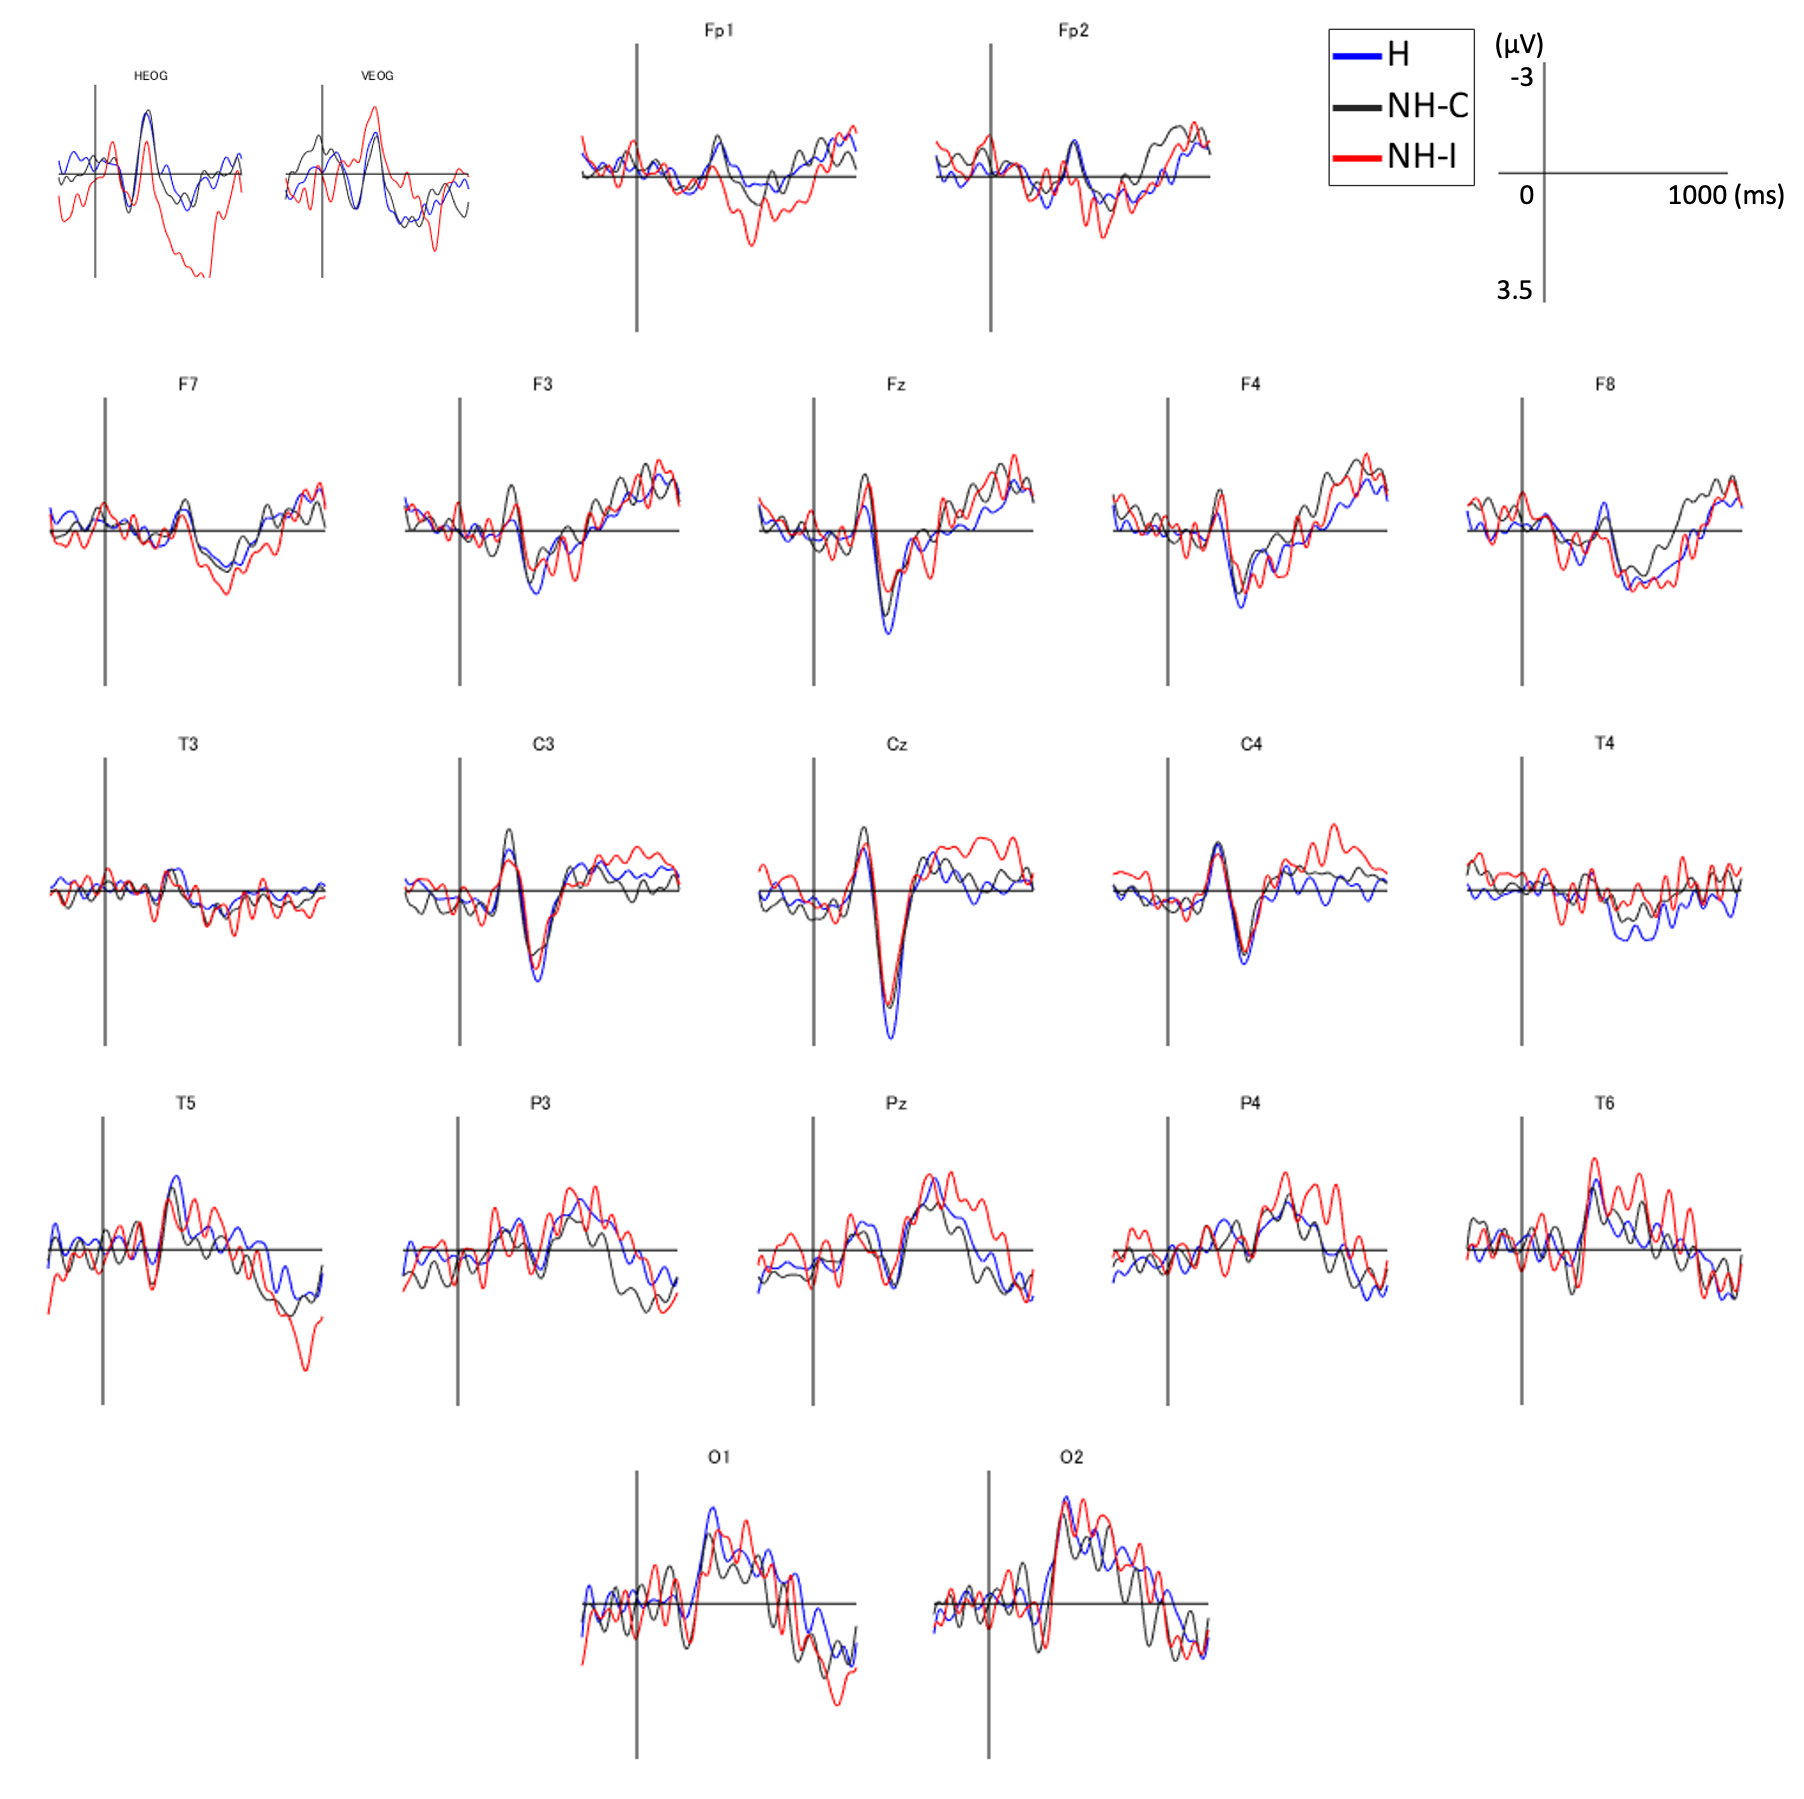 Fp1
Fp2
HEOG
VEOG
H
NH-C
NH-I
(μV)
-3
0
1000 (ms)
3.5
F7
F3
Fz
F4
F8
T3
C3
Cz
C4
T4
T5
P3
Pz
P4
T6
O1
O2